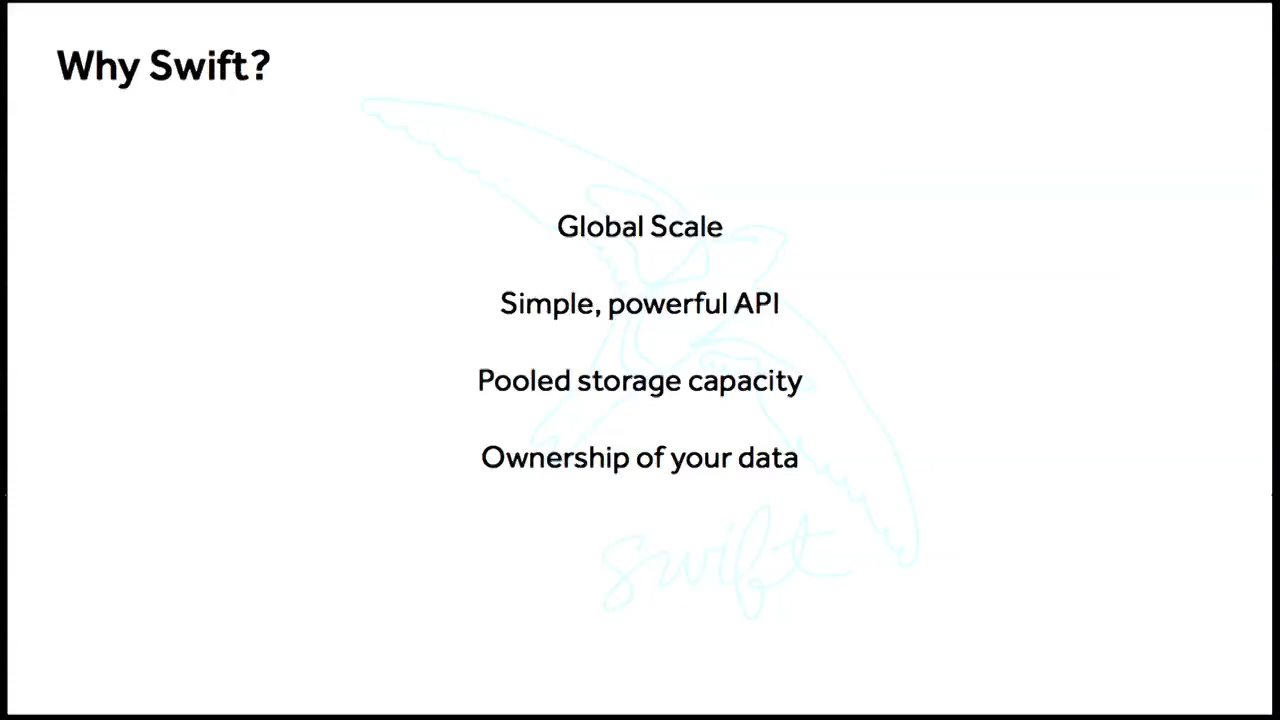 Why Swift?
Global Scale
Simple, powerful API
Pooled storage capacity
Ownership of your data
swift